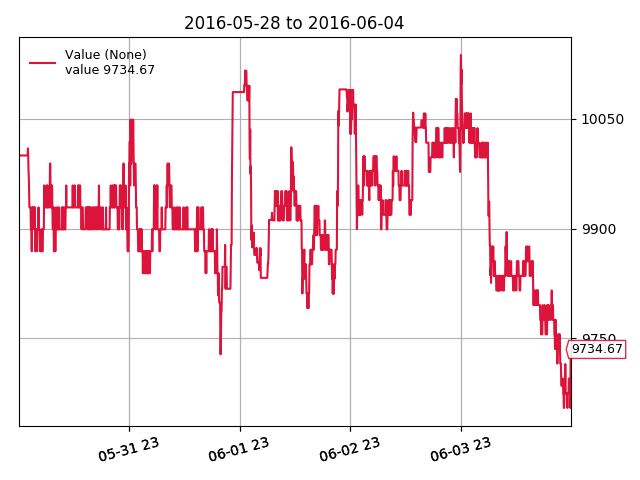 2016-05-28 to 2016-06-04
Value (None)
value 9734.67
10050
9900
9750
9734.67
05-31 23
06-01 23
06-02 23
06-03 23